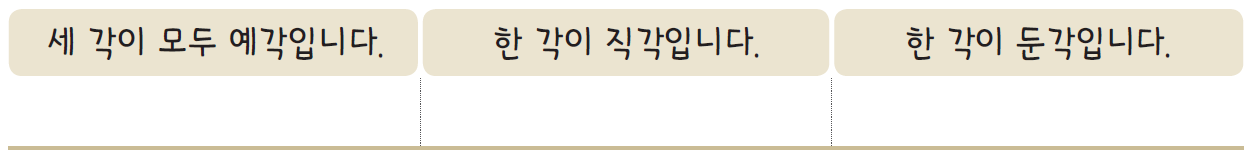 세 각이 모두 예각입니다.
한 각이 직각입니다.
한 각이 둔각입니다.